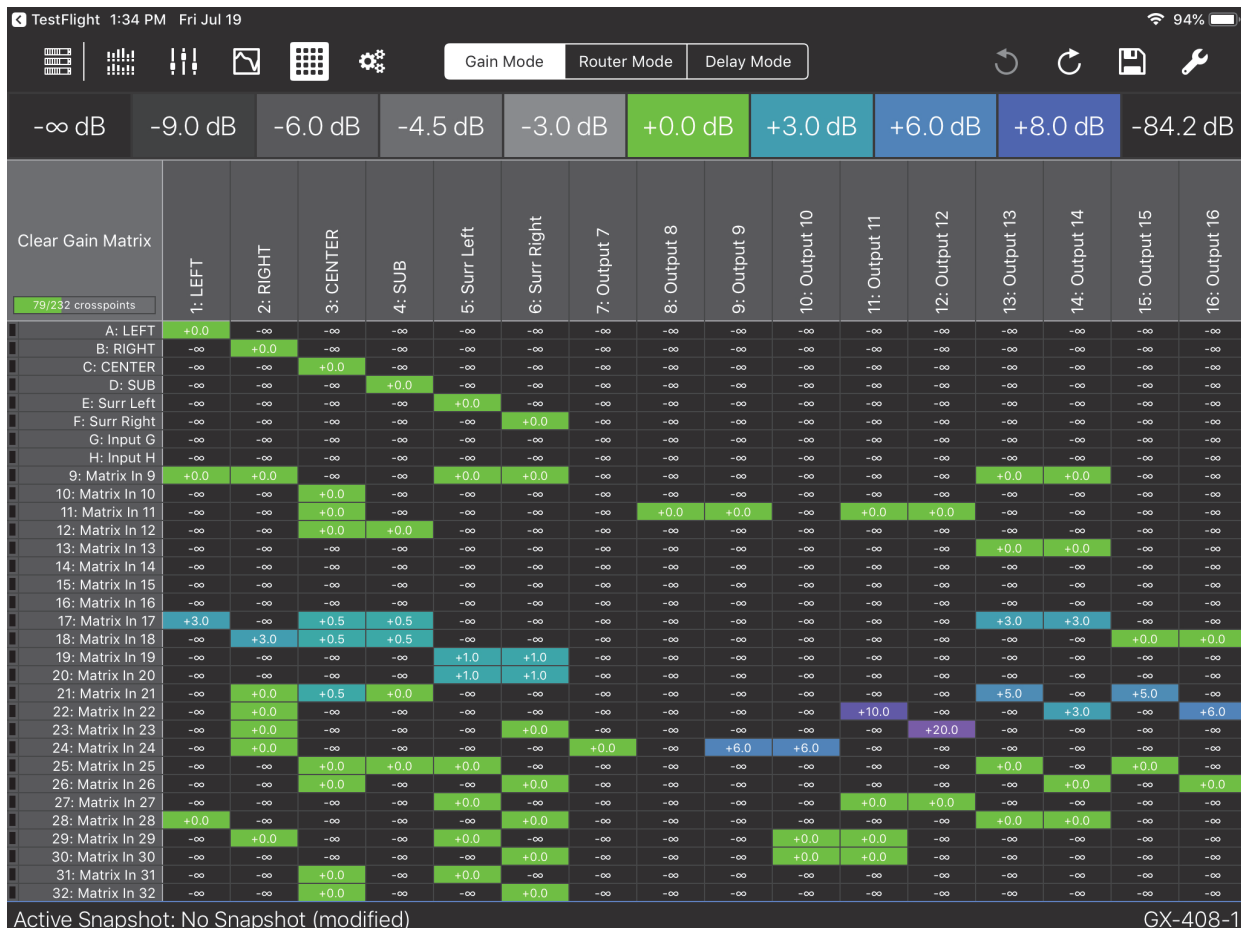 TestFlight 1:34 PM Fri Jul 19 94%
Gain Mode Router Mode Delay Mode
-∞ dB -9.0 dB -6.0 dB -4.5 dB -3.0 dB +0.0 dB +3.0 dB +6.0 dB +8.0 dB -84.2 dB
Clear Gain Matrix
79/232 crosspoints
1: LEFT
2: RIGHT
3: CENTER
4: SUB
5: Surr Left
6: Surr Right
7: Output 7
8: Output 8
9: Output 9
10: Output 10
11: Output 11
12: Output 12
13: Output 13
14: Output 14
15: Output 15
16: Output 16
A: LEFT +0.0 -∞ -∞ -∞ -∞ -∞ -∞ -∞ -∞ -∞ -∞ -∞ -∞ -∞ -∞ -∞
B: RIGHT -∞ +0.0 -∞ -∞ -∞ -∞ -∞ -∞ -∞ -∞ -∞ -∞ -∞ -∞ -∞ -∞
C: CENTER -∞ -∞ +0.0 -∞ -∞ -∞ -∞ -∞ -∞ -∞ -∞ -∞ -∞ -∞ -∞ -∞
D: SUB -∞ -∞ -∞ +0.0 -∞ -∞ -∞ -∞ -∞ -∞ -∞ -∞ -∞ -∞ -∞ -∞
E: Surr Left -∞ -∞ -∞ -∞ +0.0 -∞ -∞ -∞ -∞ -∞ -∞ -∞ -∞ -∞ -∞ -∞
F: Surr Right -∞ -∞ -∞ -∞ -∞ +0.0 -∞ -∞ -∞ -∞ -∞ -∞ -∞ -∞ -∞ -∞
G: Input G -∞ -∞ -∞ -∞ -∞ -∞ -∞ -∞ -∞ -∞ -∞ -∞ -∞ -∞ -∞ -∞
H: Input H -∞ -∞ -∞ -∞ -∞ -∞ -∞ -∞ -∞ -∞ -∞ -∞ -∞ -∞ -∞ -∞
9: Matrix In 9 +0.0 +0.0 -∞ -∞ +0.0 +0.0 -∞ -∞ -∞ -∞ -∞ -∞ +0.0 +0.0 -∞ -∞
10: Matrix In 10 -∞ -∞ +0.0 -∞ -∞ -∞ -∞ -∞ -∞ -∞ -∞ -∞ -∞ -∞ -∞ -∞
11: Matrix In 11 -∞ -∞ +0.0 -∞ -∞ -∞ -∞ +0.0 +0.0 -∞ +0.0 +0.0 -∞ -∞ -∞ -∞
12: Matrix In 12 -∞ -∞ +0.0 +0.0 -∞ -∞ -∞ -∞ -∞ -∞ -∞ -∞ -∞ -∞ -∞ -∞
13: Matrix In 13 -∞ -∞ -∞ -∞ -∞ -∞ -∞ -∞ -∞ -∞ -∞ -∞ +0.0 +0.0 -∞ -∞
14: Matrix In 14 -∞ -∞ -∞ -∞ -∞ -∞ -∞ -∞ -∞ -∞ -∞ -∞ -∞ -∞ -∞ -∞
15: Matrix In 15 -∞ -∞ -∞ -∞ -∞ -∞ -∞ -∞ -∞ -∞ -∞ -∞ -∞ -∞ -∞ -∞
16: Matrix In 16 -∞ -∞ -∞ -∞ -∞ -∞ -∞ -∞ -∞ -∞ -∞ -∞ -∞ -∞ -∞ -∞
17: Matrix In 17 +3.0 -∞ +0.5 +0.5 -∞ -∞ -∞ -∞ -∞ -∞ -∞ -∞ +3.0 +3.0 -∞ -∞
18: Matrix In 18 -∞ +3.0 +0.5 +0.5 -∞ -∞ -∞ -∞ -∞ -∞ -∞ -∞ -∞ -∞ +0.0 +0.0
19: Matrix In 19 -∞ -∞ -∞ -∞ +1.0 +1.0 -∞ -∞ -∞ -∞ -∞ -∞ -∞ -∞ -∞ -∞
20: Matrix In 20 -∞ -∞ -∞ -∞ +1.0 +1.0 -∞ -∞ -∞ -∞ -∞ -∞ -∞ -∞ -∞ -∞
21: Matrix In 21 -∞ +0.0 +0.5 +0.0 -∞ -∞ -∞ -∞ -∞ -∞ -∞ -∞ +5.0 -∞ +5.0 -∞
22: Matrix In 22 -∞ +0.0 -∞ -∞ -∞ -∞ -∞ -∞ -∞ -∞ +10.0 -∞ -∞ +3.0 -∞ +6.0
23: Matrix In 23 -∞ +0.0 -∞ -∞ -∞ +0.0 -∞ -∞ -∞ -∞ -∞ +20.0 -∞ -∞ -∞ -∞
24: Matrix In 24 -∞ +0.0 -∞ -∞ -∞ -∞ +0.0 -∞ +6.0 +6.0 -∞ -∞ -∞ -∞ -∞ -∞
25: Matrix In 25 -∞ -∞ +0.0 +0.0 +0.0 -∞ -∞ -∞ -∞ -∞ -∞ -∞ +0.0 -∞ +0.0 -∞
26: Matrix In 26 -∞ -∞ +0.0 -∞ -∞ +0.0 -∞ -∞ -∞ -∞ -∞ -∞ -∞ +0.0 -∞ +0.0
27: Matrix In 27 -∞ -∞ -∞ -∞ +0.0 -∞ -∞ -∞ -∞ -∞ +0.0 +0.0 -∞ -∞ -∞ -∞
28: Matrix In 28 +0.0 -∞ -∞ -∞ -∞ +0.0 -∞ -∞ -∞ -∞ -∞ -∞ +0.0 +0.0 -∞ -∞
29: Matrix In 29 -∞ +0.0 -∞ -∞ +0.0 -∞ -∞ -∞ -∞ +0.0 +0.0 -∞ -∞ -∞ -∞ -∞
30: Matrix In 30 -∞ -∞ -∞ -∞ -∞ +0.0 -∞ -∞ -∞ +0.0 +0.0 -∞ -∞ -∞ -∞ -∞
31: Matrix In 31 -∞ -∞ +0.0 -∞ +0.0 -∞ -∞ -∞ -∞ -∞ -∞ -∞ -∞ -∞ -∞ -∞
32: Matrix In 32 -∞ -∞ +0.0 -∞ -∞ +0.0 -∞ -∞ -∞ -∞ -∞ -∞ -∞ -∞ -∞ -∞
Active Snapshot: No Snapshot (modified) GX-408-1